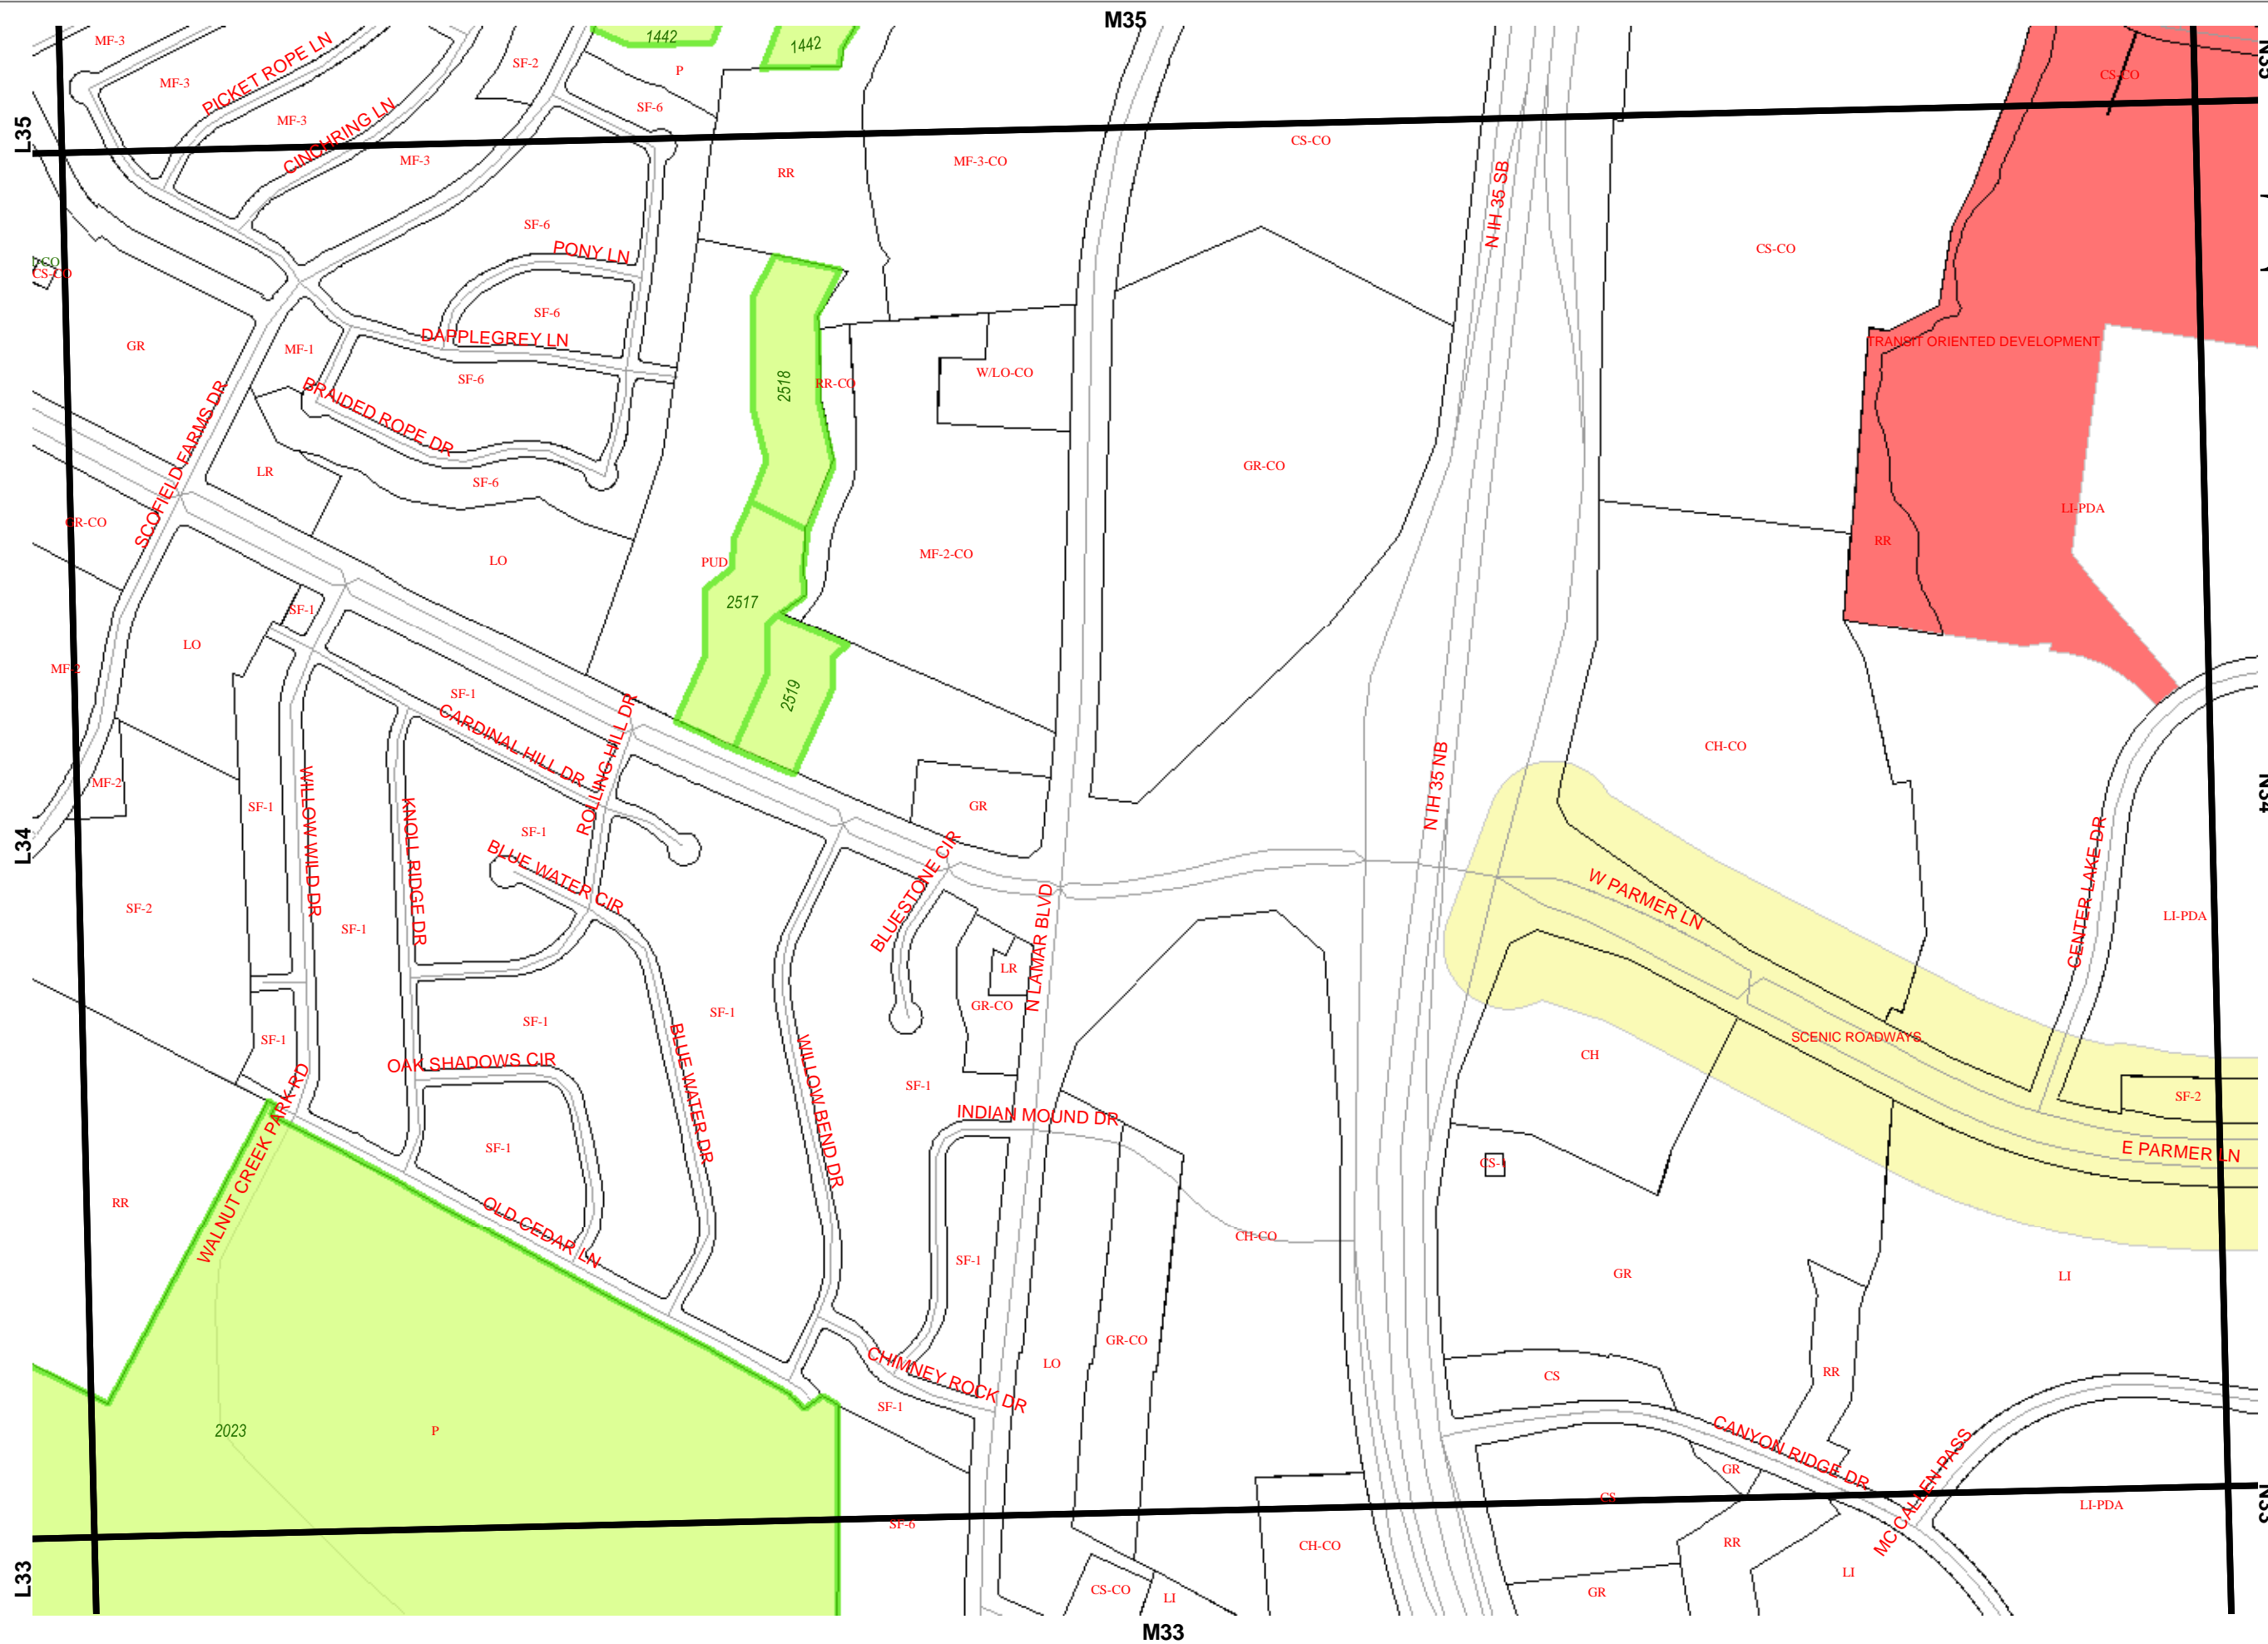 M35
L35
N35
MF-3
MF-3
PICKET ROPE LN
MF-3
CINCHRING LN
MF-3
SF-2
1442
1442
P
SF-6
CS-CO
RR
MF-3-CO
CS-CO
N IH 35 SB
CS-CO
SF-6
PONY LN
SF-6
CS-CO
GR
MF-1
DAPPLEGREY LN
SF-6
BRAIDED ROPE DR
SCOFIELD FARMS DR
2518
RR-CO
W/LO-CO
TRANSIT ORIENTED DEVELOPMENT
LR
SF-6
GR-CO
GR-CO
LI-PDA
RR
LO
PUD
MF-2-CO
2517
SF-1
LO
MF-2
2519
SF-1
CARDINAL HILL DR
ROLLING HILL DR
CH-CO
N IH 35 NB
MF-2
SF-1
WILLOW WILD DR
KNOLL RIDGE DR
SF-1
GR
N34
L34
BLUE WATER CIR
BLUESTONE CIR
W PARMER LN
CENTER LAKE DR
SF-2
SF-1
LI-PDA
N LAMAR BLVD
LR
GR-CO
SF-1
SF-1
SF-1
SCENIC ROADWAYS
CH
OAK SHADOWS CIR
BLUE WATER DR
WILLOW BEND DR
SF-1
INDIAN MOUND DR
SF-2
E PARMER LN
WALNUT CREEK PARK RD
SF-1
CS-1
RR
OLD CEDAR LN
CH-CO
SF-1
GR
LI
GR-CO
LO
CHIMNEY ROCK DR
CS
RR
SF-1
2023
P
CANYON RIDGE DR
MC CALLEN PASS
GR
CS
LI-PDA
N33
SF-6
CH-CO
RR
L33
CS-CO
LI
GR
LI
M33